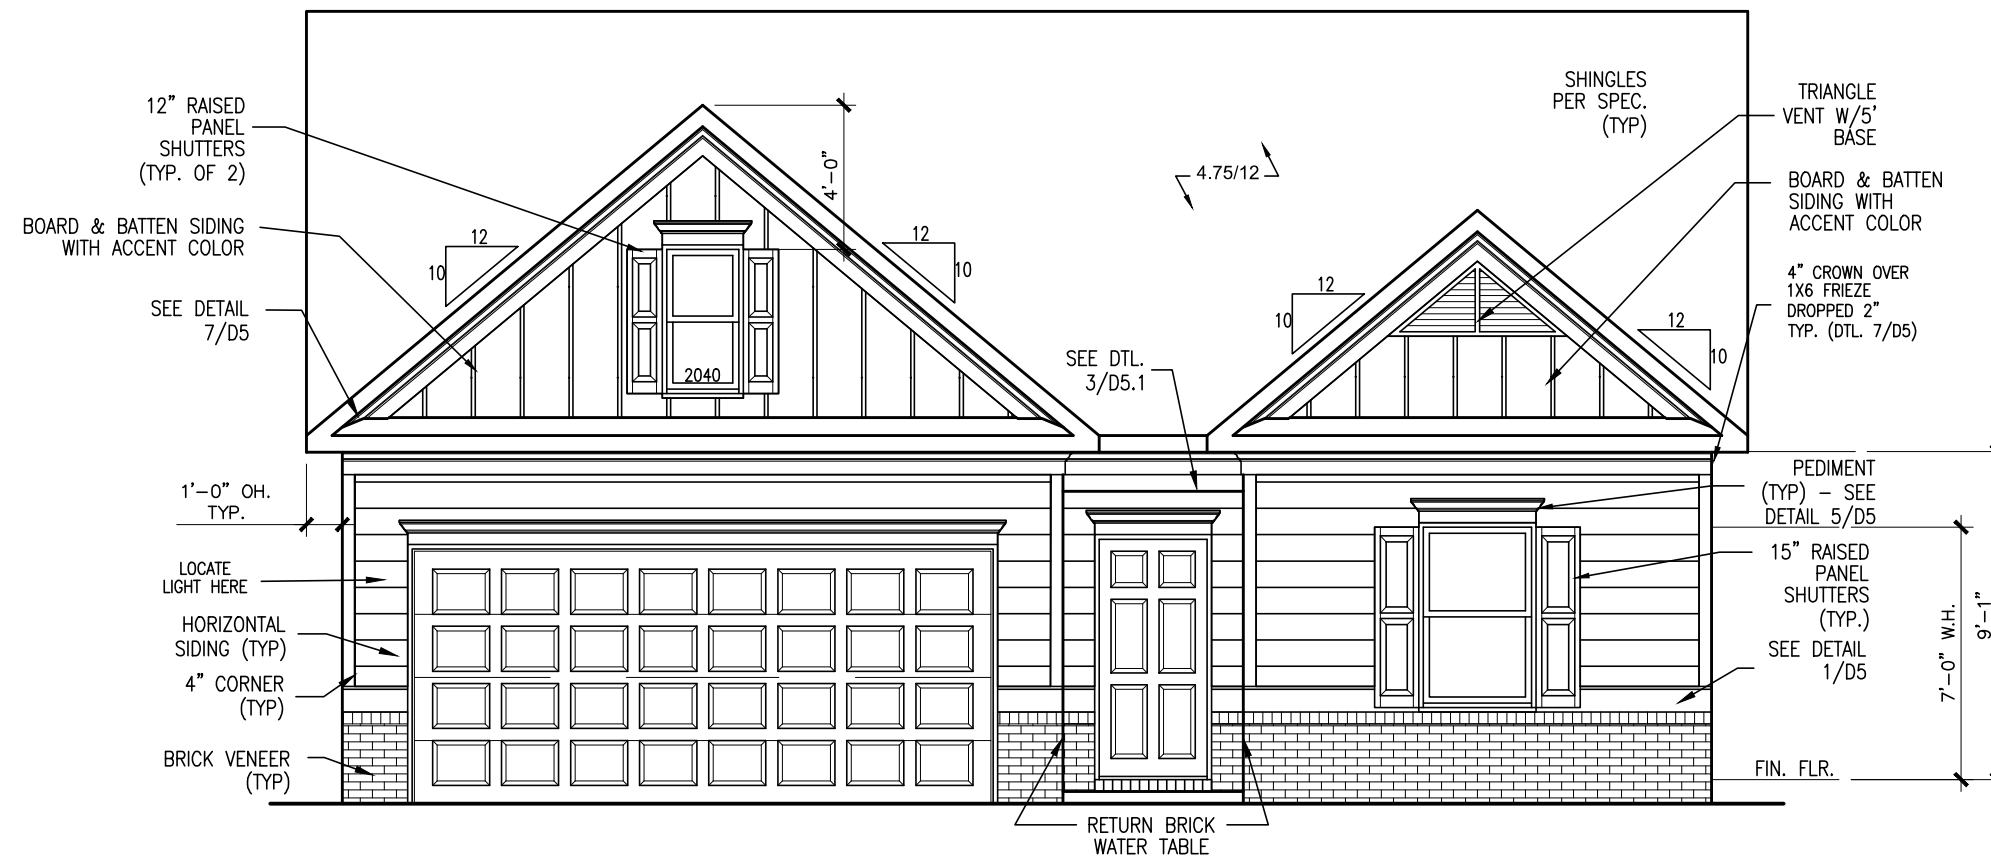 12" RAISED
PANEL
SHUTTERS
(TYP. OF 2)
BOARD & BATTEN SIDING
WITH ACCENT COLOR
SEE DETAIL
7/D5
12
10
4'-0"
12
10
2040
4.75/12
SHINGLES
PER SPEC.
(TYP)
TRIANGLE
VENT W/5'
BASE
BOARD & BATTEN
SIDING WITH
ACCENT COLOR
4" CROWN OVER
1X6 FRIEZE
DROPPED 2"
TYP. (DTL. 7/D5)
12
10
12
10
SEE DTL.
3/D5.1
1'-0" OH.
TYP.
LOCATE
LIGHT HERE
HORIZONTAL
SIDING (TYP)
4" CORNER
(TYP)
BRICK VENEER
(TYP)
PEDIMENT
(TYP) - SEE
DETAIL 5/D5
15" RAISED
PANEL
SHUTTERS
(TYP.)
SEE DETAIL
1/D5
7'-0" W.H.
9'-1"
FIN. FLR.
RETURN BRICK
WATER TABLE